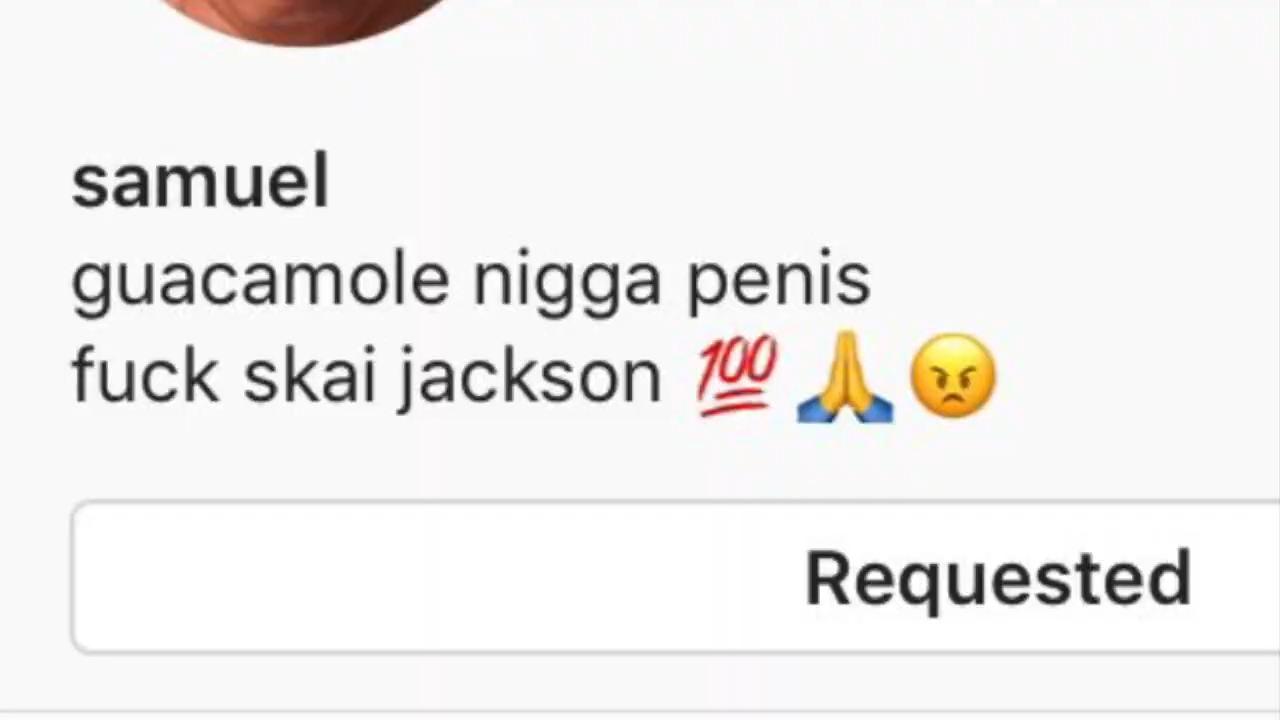 samuel
guacamole nigga penis
fuck skai jackson 💯🙏😠
Requested